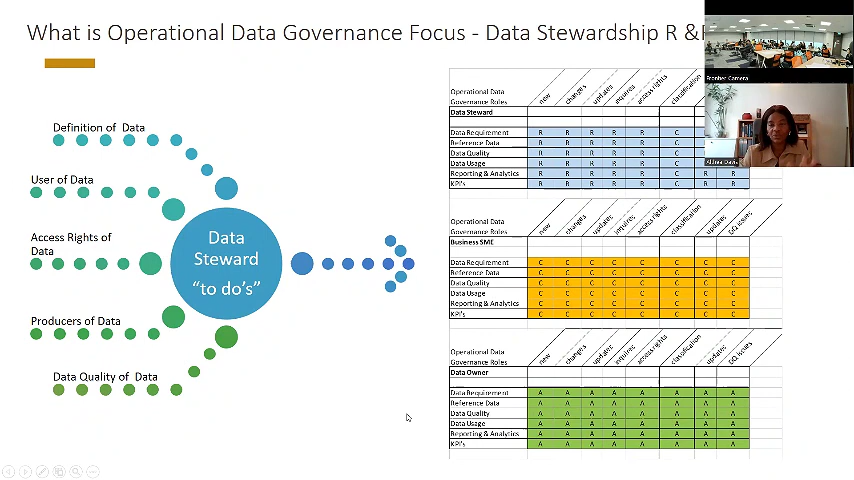 What is Operational Data Governance Focus - Data Stewardship R &
Frontier Camera
Althea Davis
Definition of Data
User of Data
Access Rights of
Data
Producers of Data
Data Quality of Data
Data
Steward
“to do’s”
Operational Data
Governance Roles
new
changes
updates
inquires
access rights
classification
Data Steward
Data Requirement R R R R R C
Reference Data R R R R R C
Data Quality R R R R R C
Data Usage R R R R R C
Reporting & Analytics R R R R R C R R
KPI's R R R R R C R R
Operational Data
Governance Roles
new
changes
updates
inquires
access rights
classification
updates
DQ issues
Business SME
Data Requirement C C C C C C C C
Reference Data C C C C C C C C
Data Quality C C C C C C C C
Data Usage C C C C C C C C
Reporting & Analytics C C C C C C C C
KPI's C C C C C C C C
Operational Data
Governance Roles
new
changes
updates
inquires
access rights
classification
updates
DQ issues
Data Owner
Data Requirement A A A A A A A A
Reference Data A A A A A A A A
Data Quality A A A A A A A A
Data Usage A A A A A A A A
Reporting & Analytics A A A A A A A A
KPI's A A A A A A A A